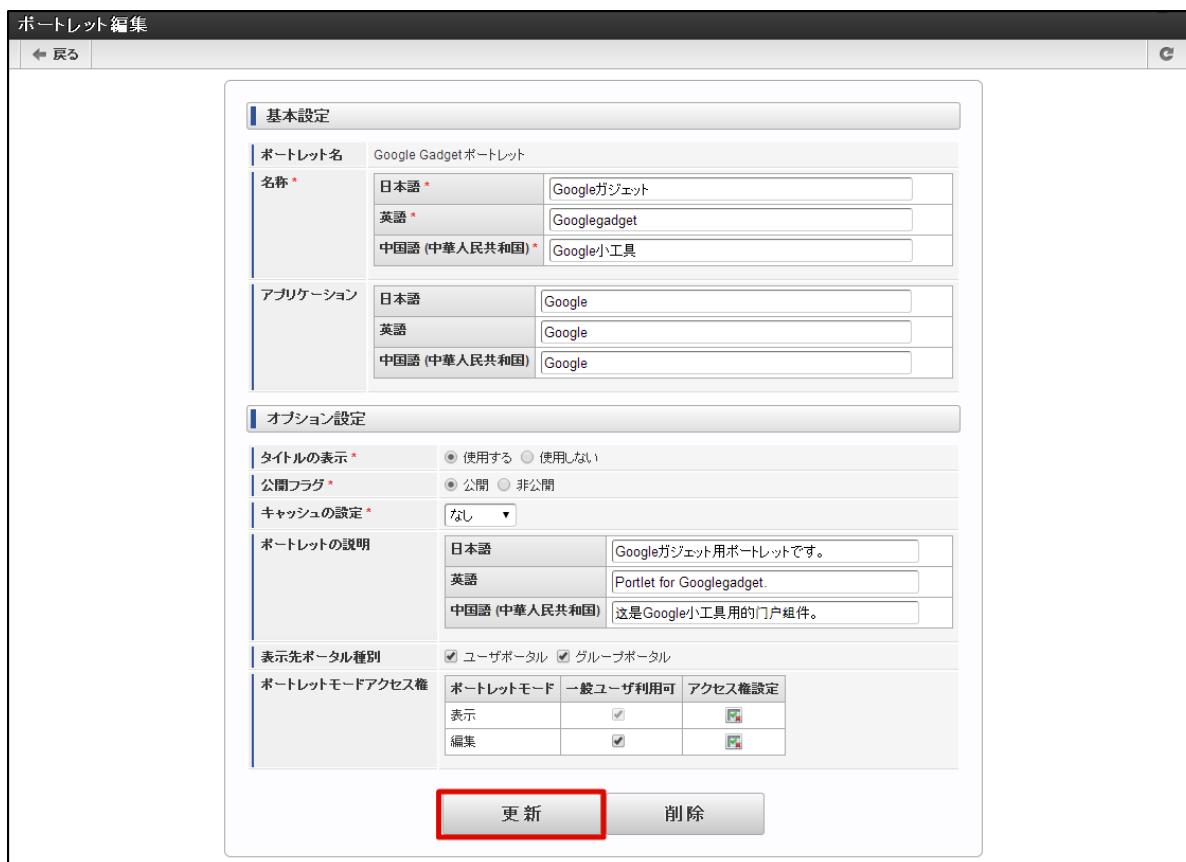 ポートレット編集
戻る
基本設定
ポートレット名 Google Gadgetポートレット
名称* 日本語* Googleガジェット
英語* Googlegadget
中国語 (中華人民共和国)* Google小工具
アプリケーション 日本語 Google
英語 Google
中国語 (中華人民共和国) Google
オプション設定
タイトルの表示* 使用する 使用しない
公開フラグ* 公開 非公開
キャッシュの設定* なし
ポートレットの説明 日本語 Googleガジェット用ポートレットです。
英語 Portlet for Googlegadget.
中国語 (中華人民共和国) 这是Google小工具用的门户组件。
表示先ポータル種別 ユーザポータル グループポータル
ポートレットモードアクセス権 ポートレットモード 一般ユーザ利用可 アクセス権設定
表示
編集
更新 削除